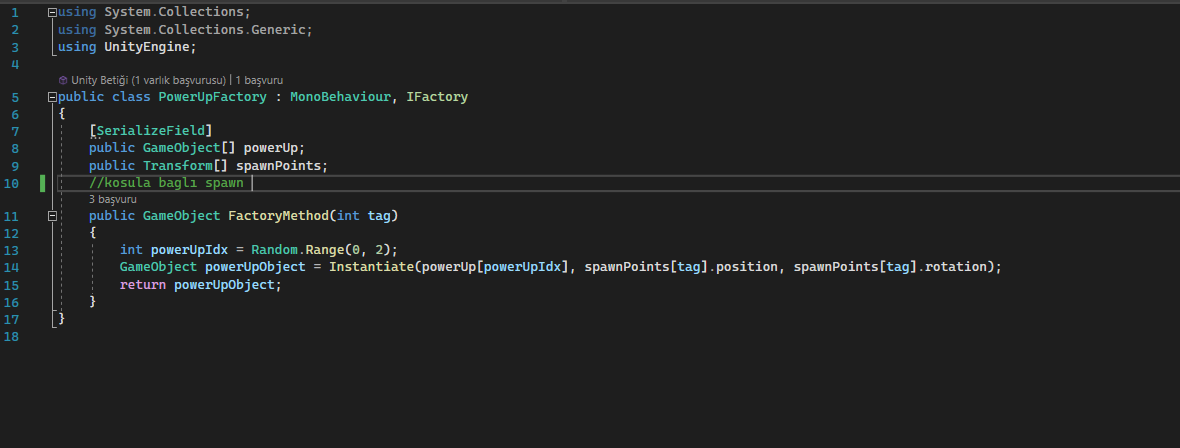 1 using System.Collections;
2 using System.Collections.Generic;
3 using UnityEngine;
4
Unity Betiği (1 varlık başvurusu) | 1 başvuru
5 public class PowerUpFactory : MonoBehaviour, IFactory
6 {
7 [SerializeField]
8 public GameObject[] powerUp;
9 public Transform[] spawnPoints;
10 //kosula baglı spawn
3 başvuru
11 public GameObject FactoryMethod(int tag)
12 {
13 int powerUpIdx = Random.Range(0, 2);
14 GameObject powerUpObject = Instantiate(powerUp[powerUpIdx], spawnPoints[tag].position, spawnPoints[tag].rotation);
15 return powerUpObject;
16 }
17 }
18